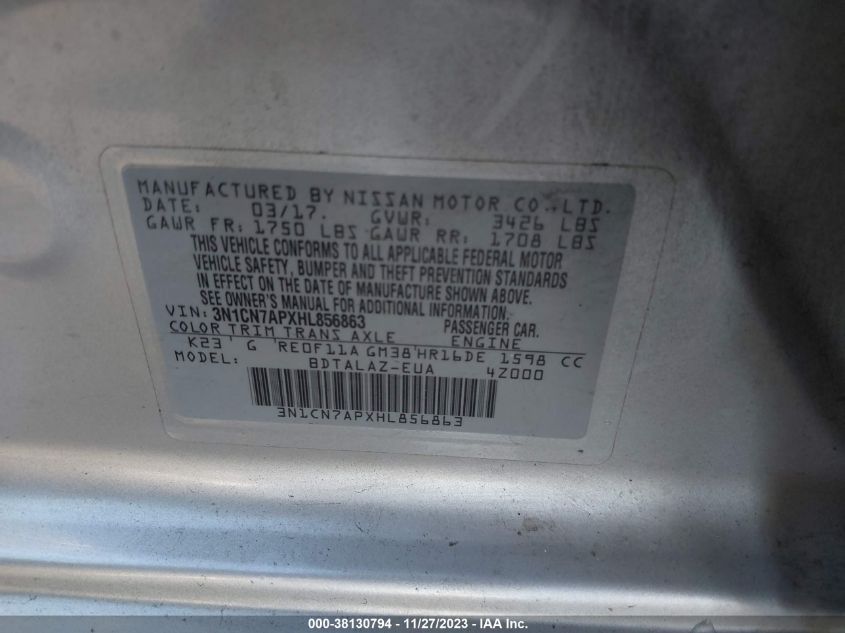 MANUFACTURED BY NISSAN MOTOR CO.,LTD.
DATE: 03/17. GVWR: 3426 LBS
GAWR FR: 1750 LBS GAWR RR: 1708 LBS
THIS VEHICLE CONFORMS TO ALL APPLICABLE FEDERAL MOTOR
VEHICLE SAFETY, BUMPER AND THEFT PREVENTION STANDARDS
IN EFFECT ON THE DATE OF MANUFACTURE SHOWN ABOVE.
SEE OWNER'S MANUAL FOR ADDITIONAL INFORMATION.
VIN: 3N1CN7APXHL856863 PASSENGER CAR.
COLOR TRIM TRANS AXLE ENGINE
K23 G RE0F11A GM38 HR16DE 1598 CC
MODEL: BDTALAZ-EUA 4Z000
3N1CN7APXHL856863
000-38130794 - 11/27/2023 - IAA Inc.